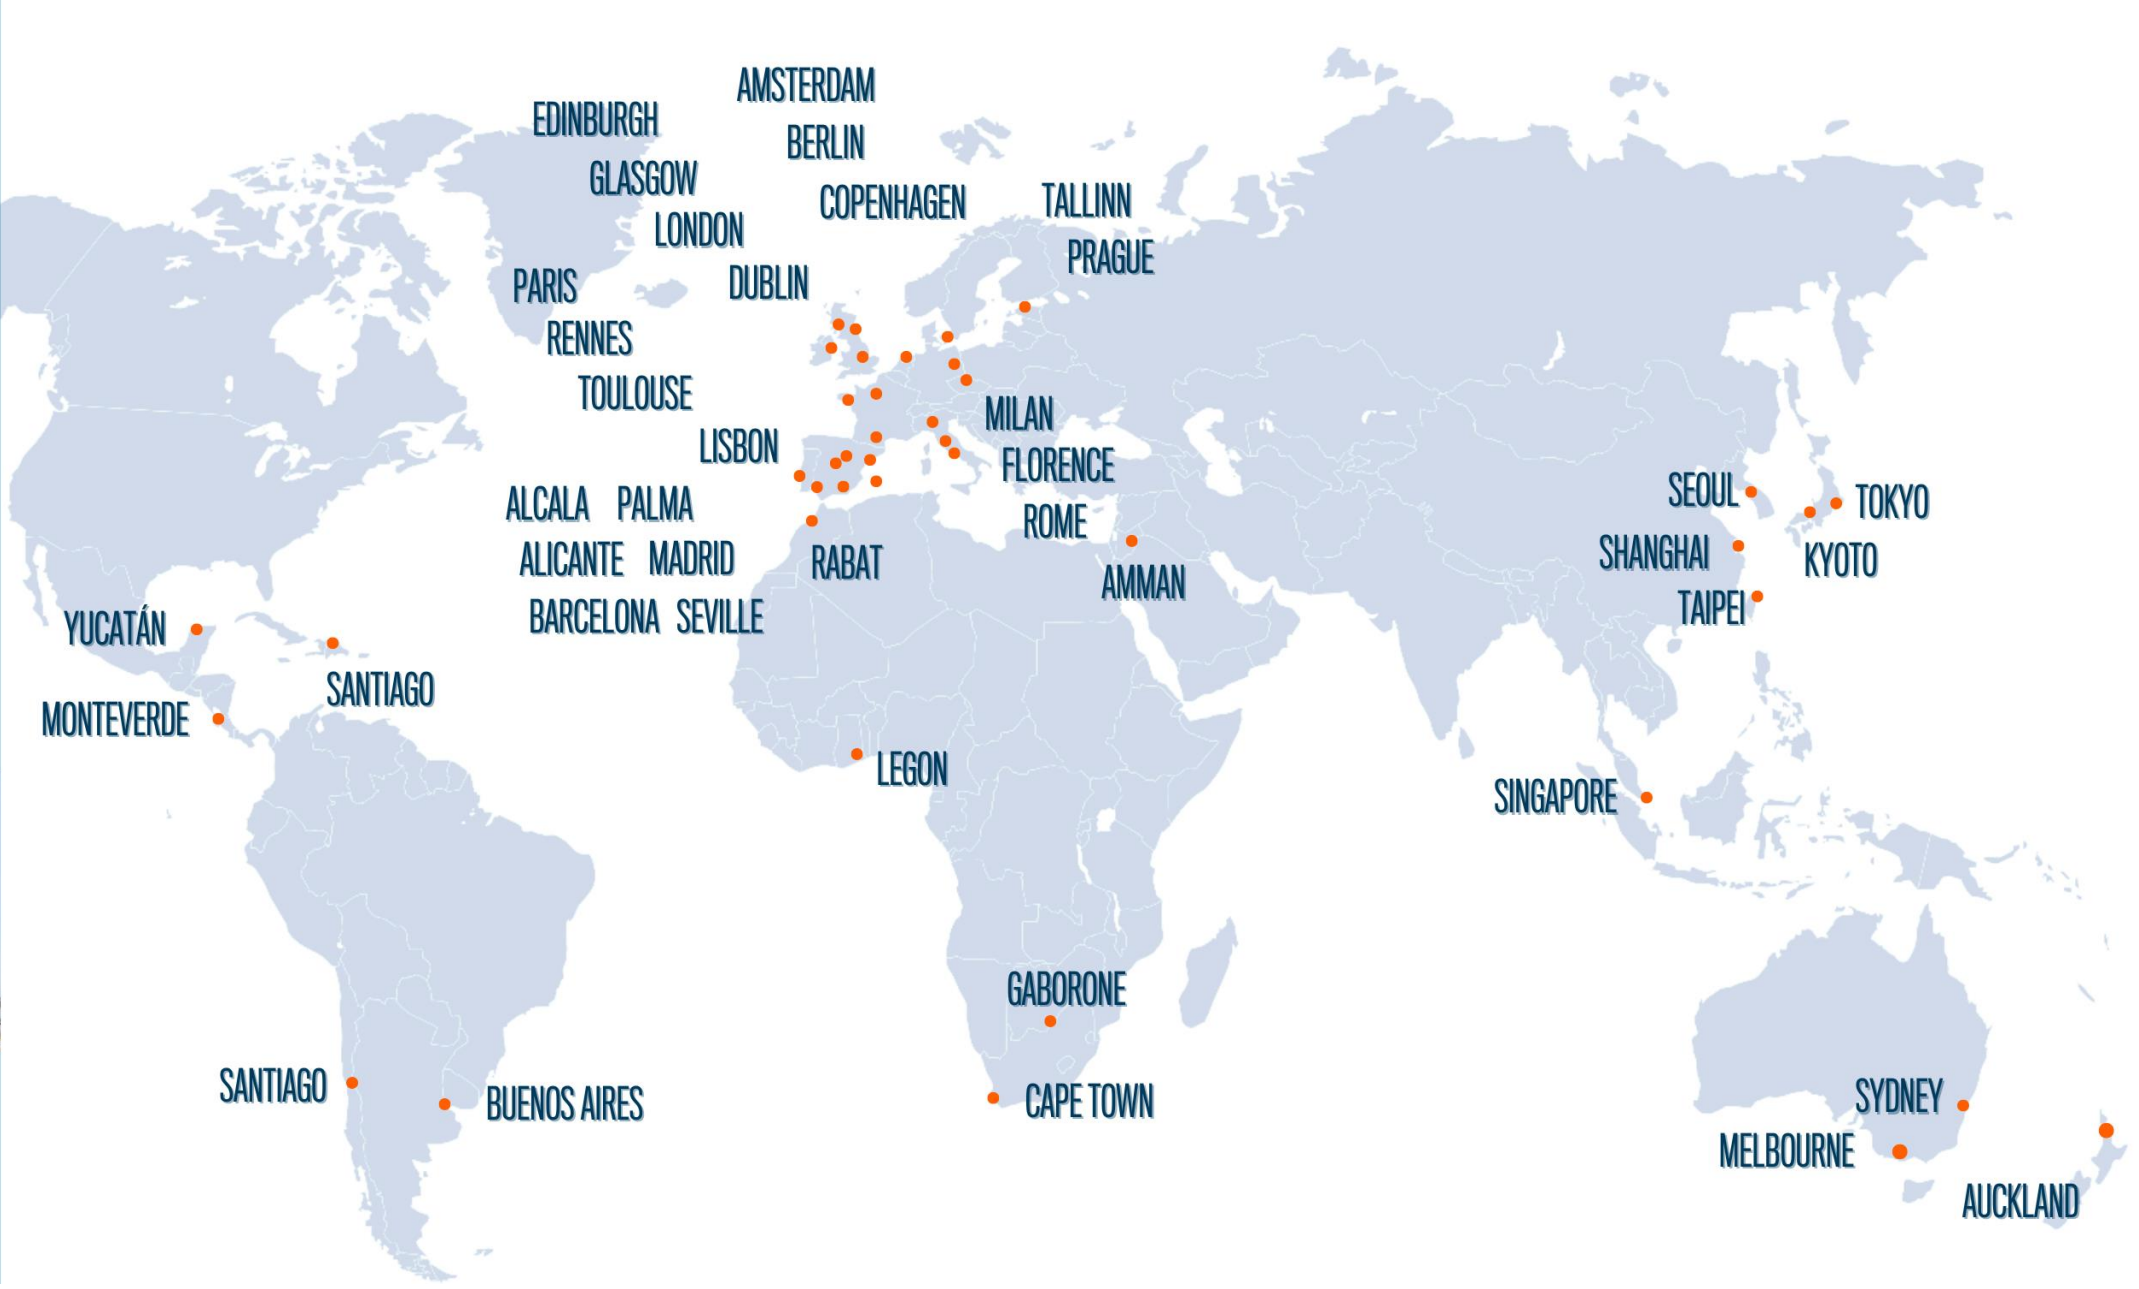 AMSTERDAM
EDINBURGH
BERLIN
GLASGOW
COPENHAGEN
TALLINN
LONDON
PRAGUE
DUBLIN
PARIS
RENNES
TOULOUSE
MILAN
LISBON
FLORENCE
ALCALA PALMA
ROME
ALICANTE MADRID
RABAT
AMMAN
BARCELONA SEVILLE
SEOUL
TOKYO
SHANGHAI
KYOTO
TAIPEI
YUCATÁN
SANTIAGO
MONTEVERDE
LEGON
SINGAPORE
GABORONE
SANTIAGO
BUENOS AIRES
CAPE TOWN
SYDNEY
MELBOURNE
AUCKLAND